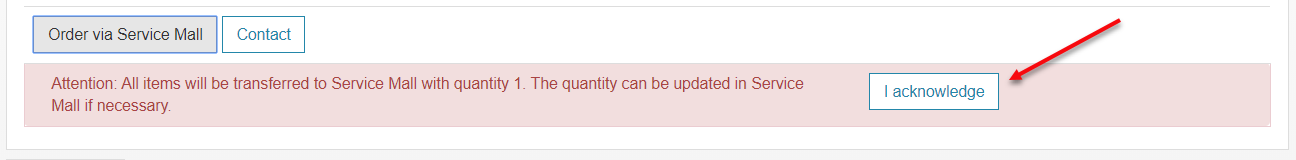 Order via Service Mall Contact
Attention: All items will be transferred to Service Mall with quantity 1. The quantity can be updated in Service
Mall if necessary.
I acknowledge